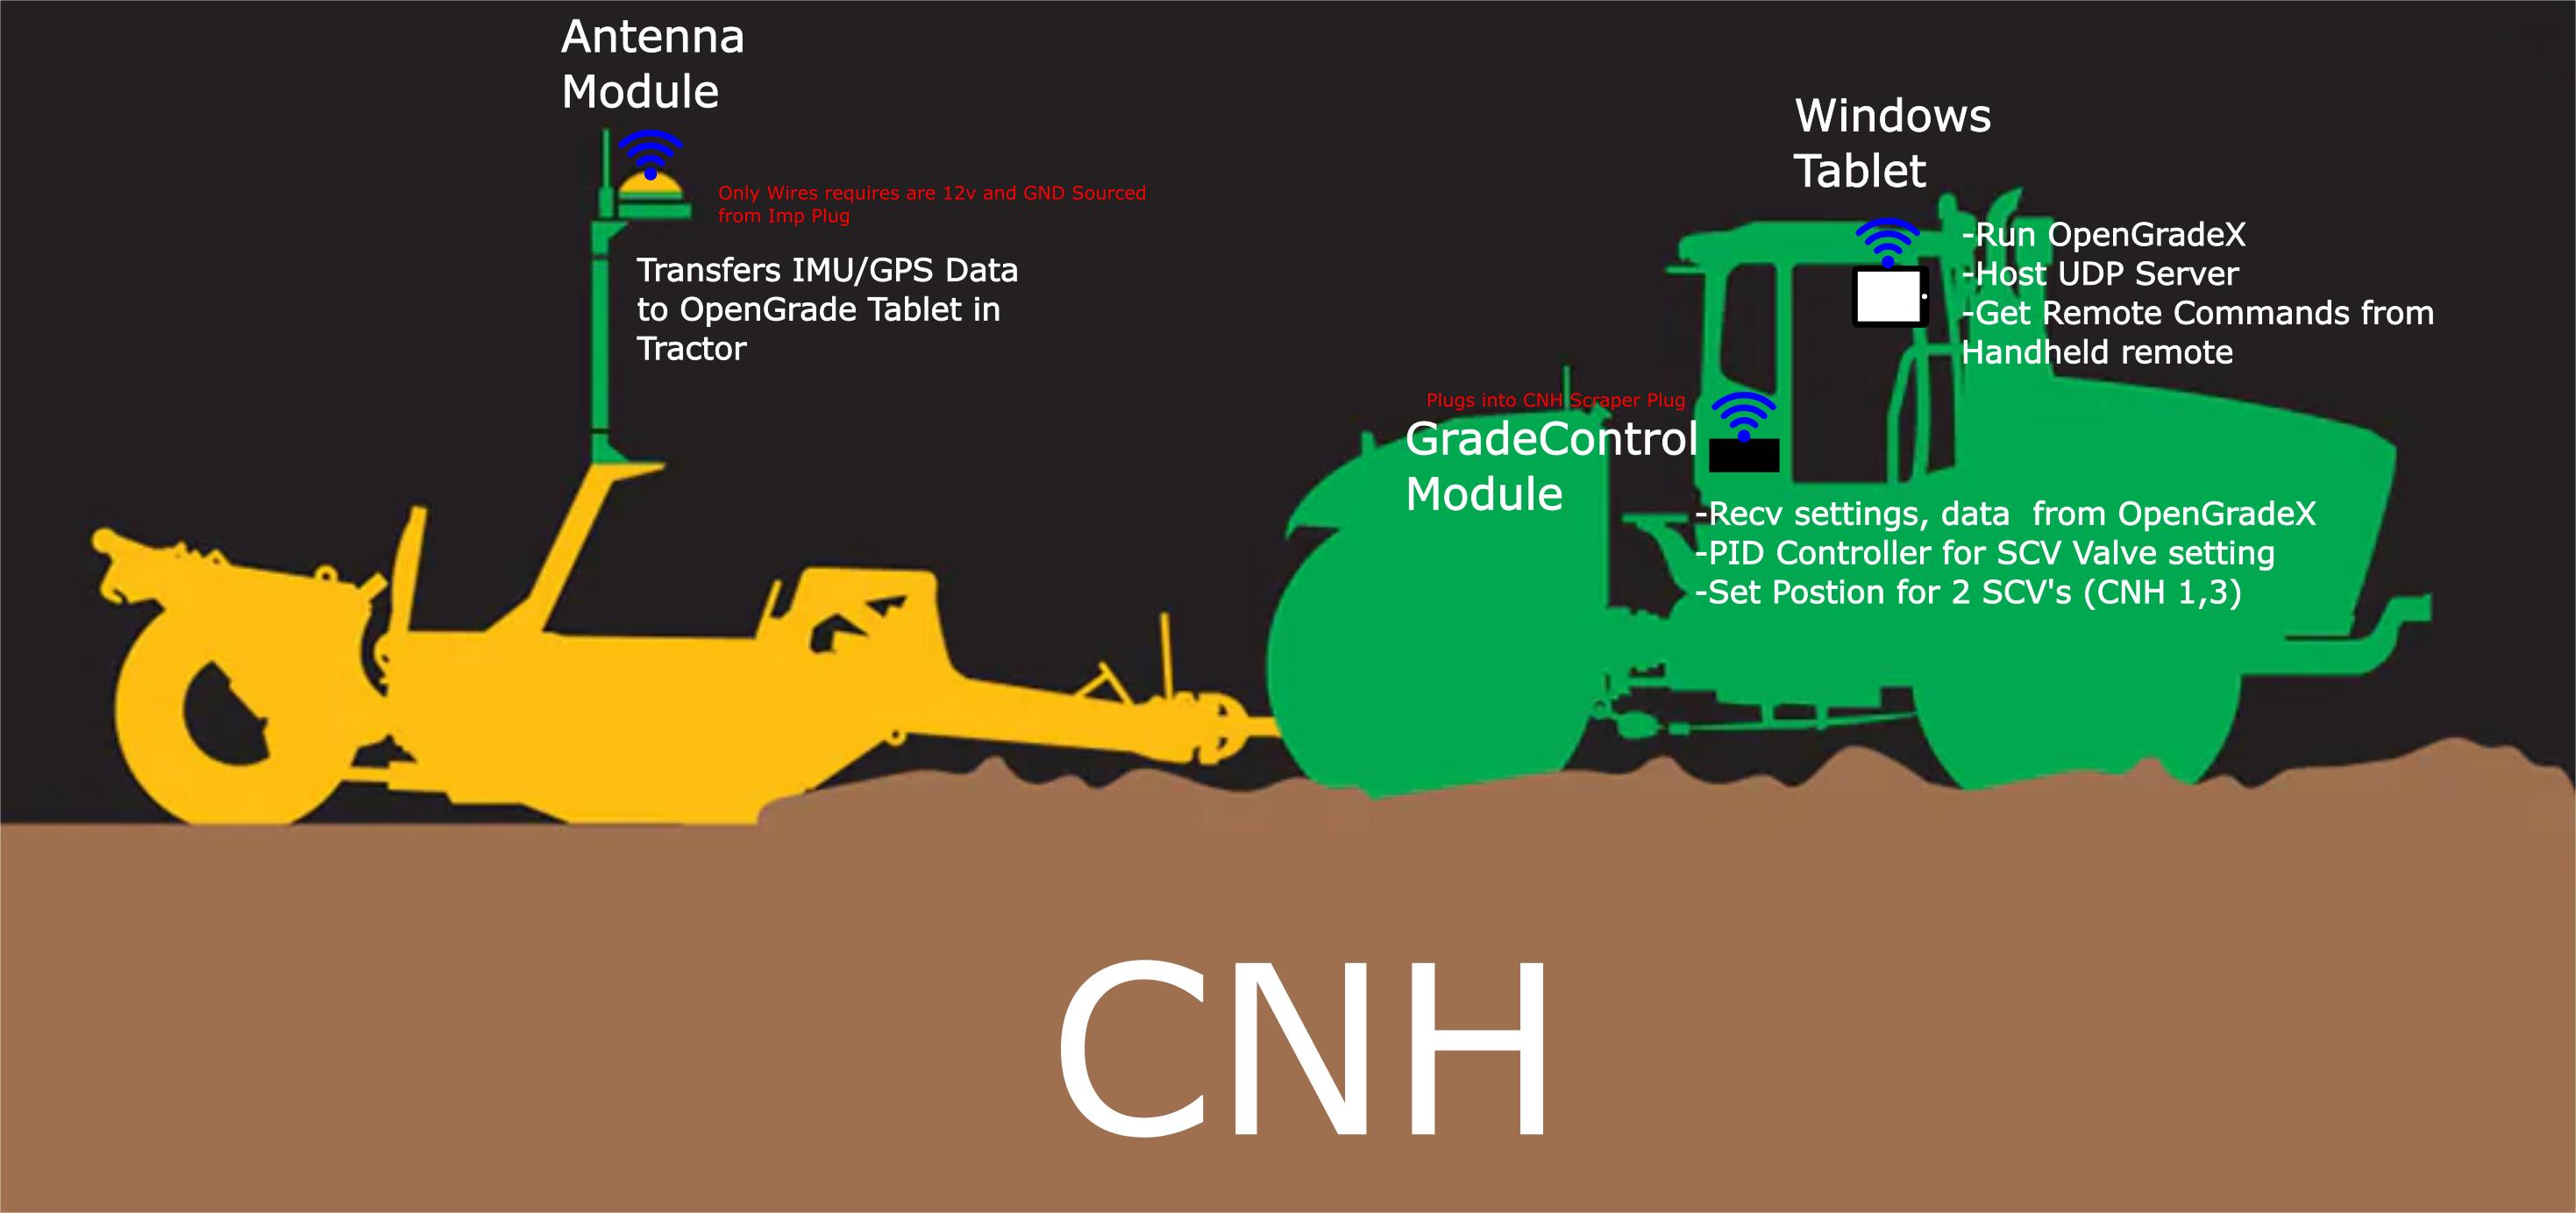 Antenna
Module
Only Wires requires are 12v and GND Sourced
from Imp Plug
Transfers IMU/GPS Data
to OpenGrade Tablet in
Tractor
Windows
Tablet
-Run OpenGradeX
-Host UDP Server
-Get Remote Commands from
Handheld remote
Plugs into CNH Scraper Plug
GradeControl
Module
-Recv settings, data  from OpenGradeX
-PID Controller for SCV Valve setting
-Set Postion for 2 SCV's (CNH 1,3)
CNH